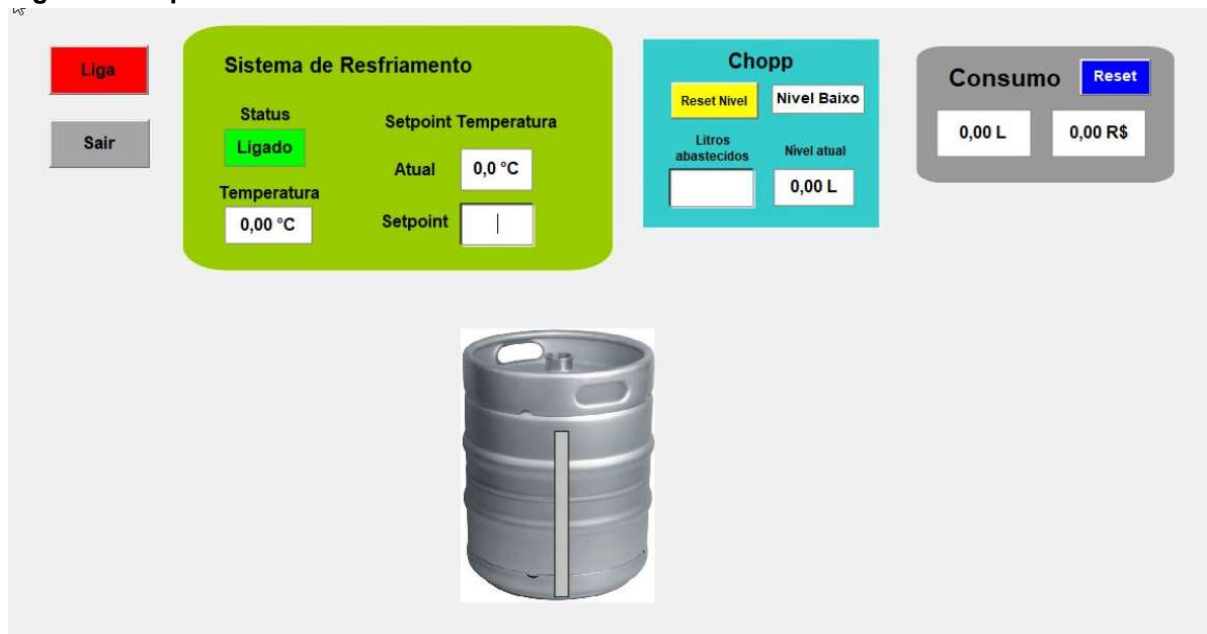 Liga
Sair
Sistema de Resfriamento
Status
Ligado
Temperatura
0,00 °C
Setpoint Temperatura
Atual
0,0 °C
Setpoint
Chopp
Reset Nivel
Nivel Baixo
Litros
abastecidos
Nível atual
0,00 L
Consumo
Reset
0,00 L
0,00 R$